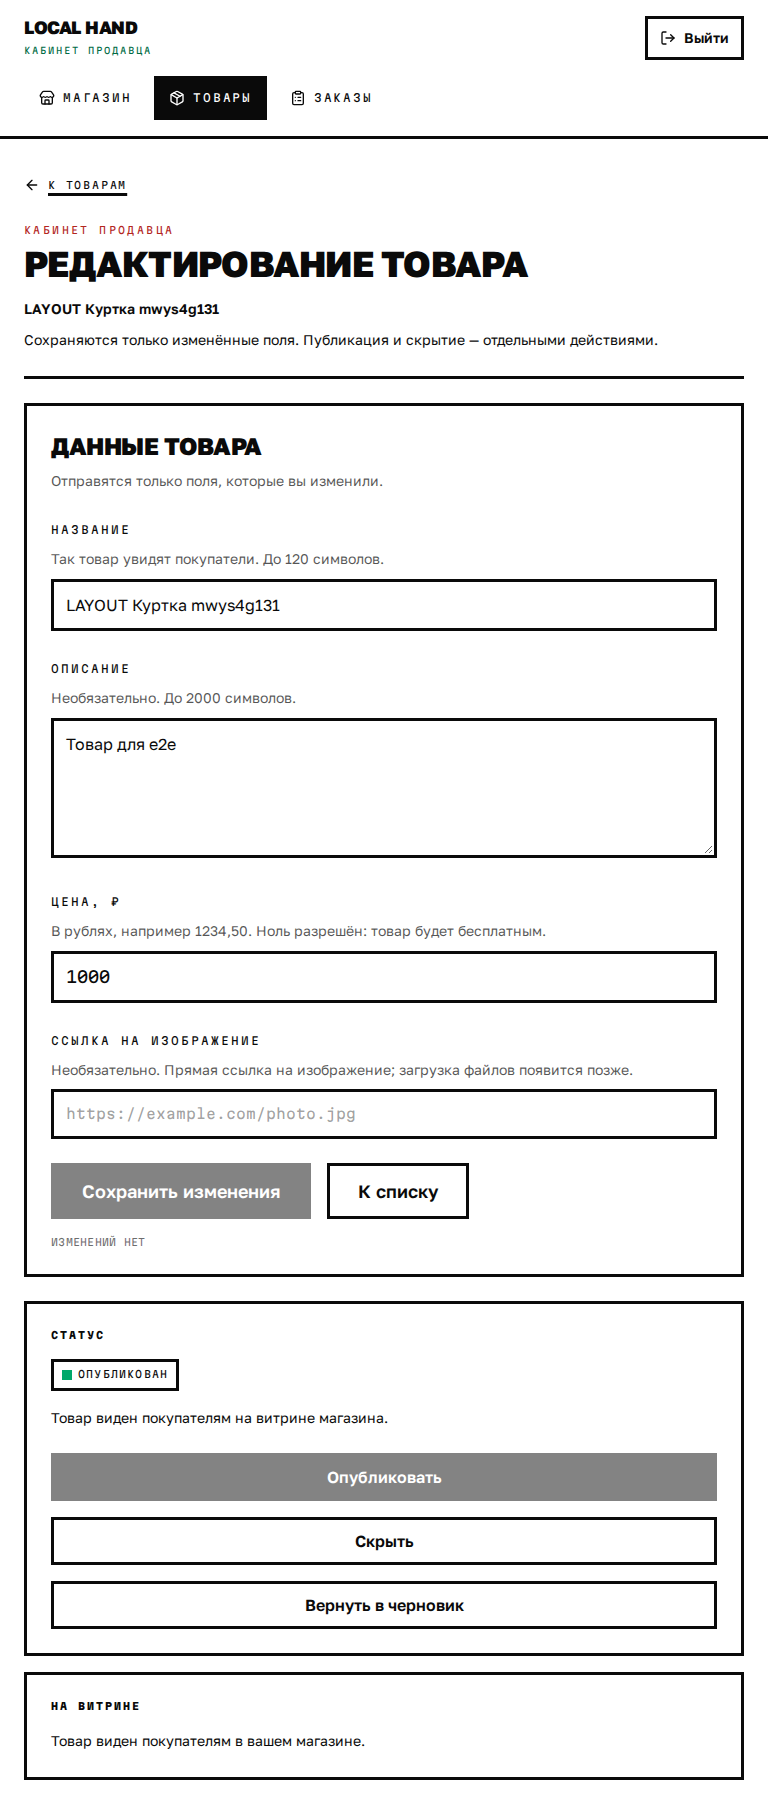 LOCAL HAND
КАБИНЕТ ПРОДАВЦА
Выйти
МАГАЗИН
ТОВАРЫ
ЗАКАЗЫ
К ТОВАРАМ
КАБИНЕТ ПРОДАВЦА
РЕДАКТИРОВАНИЕ ТОВАРА
LAYOUT Куртка mwys4g131
Сохраняются только изменённые поля. Публикация и скрытие — отдельными действиями.
ДАННЫЕ ТОВАРА
Отправятся только поля, которые вы изменили.
НАЗВАНИЕ
Так товар увидят покупатели. До 120 символов.
LAYOUT Куртка mwys4g131
ОПИСАНИЕ
Необязательно. До 2000 символов.
Товар для e2e
ЦЕНА, ₽
В рублях, например 1234,50. Ноль разрешён: товар будет бесплатным.
1000
ССЫЛКА НА ИЗОБРАЖЕНИЕ
Необязательно. Прямая ссылка на изображение; загрузка файлов появится позже.
https://example.com/photo.jpg
Сохранить изменения
К списку
ИЗМЕНЕНИЙ НЕТ
СТАТУС
ОПУБЛИКОВАН
Товар виден покупателям на витрине магазина.
Опубликовать
Скрыть
Вернуть в черновик
НА ВИТРИНЕ
Товар виден покупателям в вашем магазине.